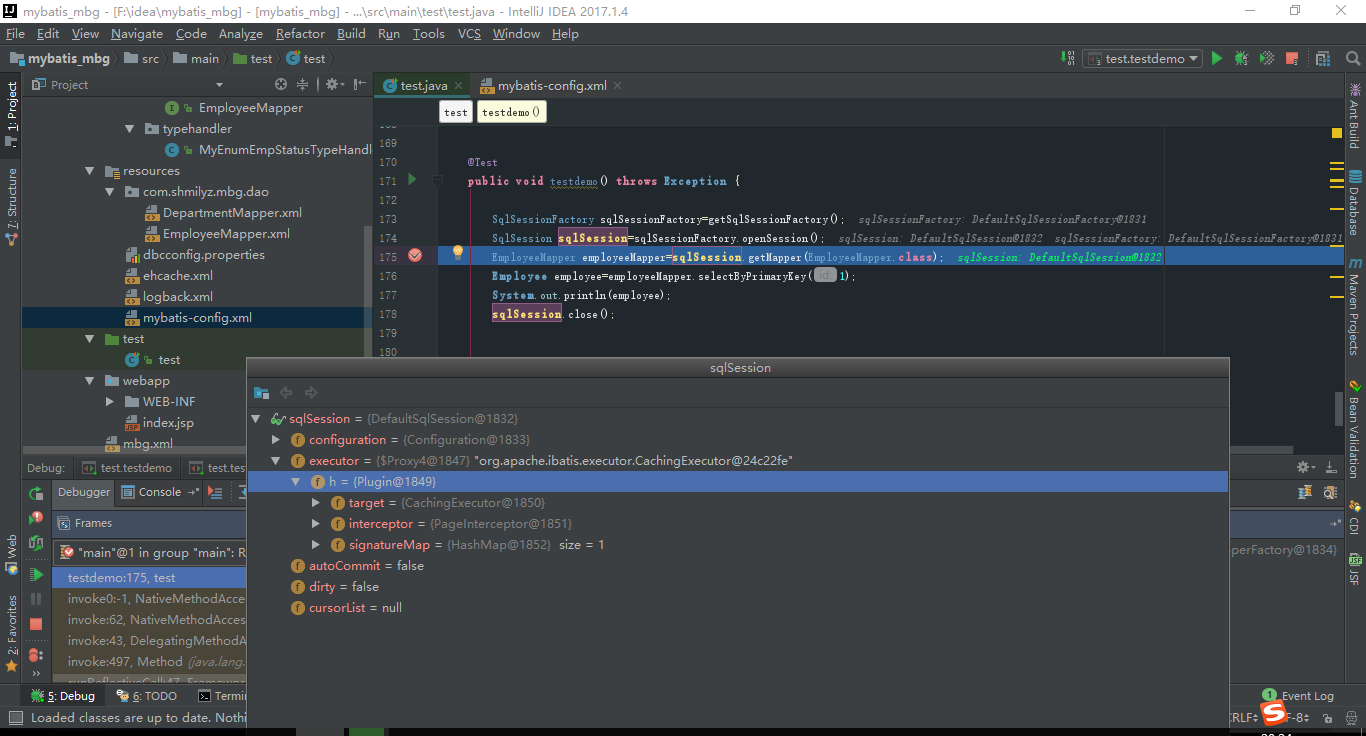 mybatis_mbg - [F:\idea\mybatis_mbg] - [mybatis_mbg] - ...\src\main\test\test.java - IntelliJ IDEA 2017.1.4
File Edit View Navigate Code Analyze Refactor Build Run Tools VCS Window Help
mybatis_mbg src main test test
test.testdemo
1: Project
7: Structure
Web
2: Favorites
Project
EmployeeMapper
typehandler
MyEnumEmpStatusTypeHandl
resources
com.shmilyz.mbg.dao
DepartmentMapper.xml
EmployeeMapper.xml
dbcconfig.properties
ehcache.xml
logback.xml
mybatis-config.xml
test
test
webapp
WEB-INF
index.jsp
mbg.xml
test.java mybatis-config.xml
test testdemo()
169
170 @Test
171 public void testdemo() throws Exception {
172
173 SqlSessionFactory sqlSessionFactory=getSqlSessionFactory(); sqlSessionFactory: DefaultSqlSessionFactory@1831
174 SqlSession sqlSession=sqlSessionFactory.openSession(); sqlSession: DefaultSqlSession@1832 sqlSessionFactory: DefaultSqlSessionFactory@1831
175 EmployeeMapper employeeMapper=sqlSession.getMapper(EmployeeMapper.class); sqlSession: DefaultSqlSession@1832
176 Employee employee=employeeMapper.selectByPrimaryKey( id: 1);
177 System.out.println(employee);
178 sqlSession.close();
179
180
Ant Build
Database
Maven Projects
Bean Validation
CDI
JSF
sqlSession
sqlSession = {DefaultSqlSession@1832}
configuration = {Configuration@1833}
executor = {$Proxy4@1847} "org.apache.ibatis.executor.CachingExecutor@24c22fe"
h = {Plugin@1849}
target = {CachingExecutor@1850}
interceptor = {PageInterceptor@1851}
signatureMap = {HashMap@1852} size = 1
autoCommit = false
dirty = false
cursorList = null
Debug: test.testdemo test.tes
Debugger Console
Frames
"main"@1 in group "main": R
testdemo:175, test
invoke0:-1, NativeMethodAcce
invoke:62, NativeMethodAcces
invoke:43, DelegatingMethodA
invoke:497, Method (java.lang.
perFactory@1834}
5: Debug 6: TODO Termin
Event Log
Loaded classes are up to date. Nothi
CRLF
F-8